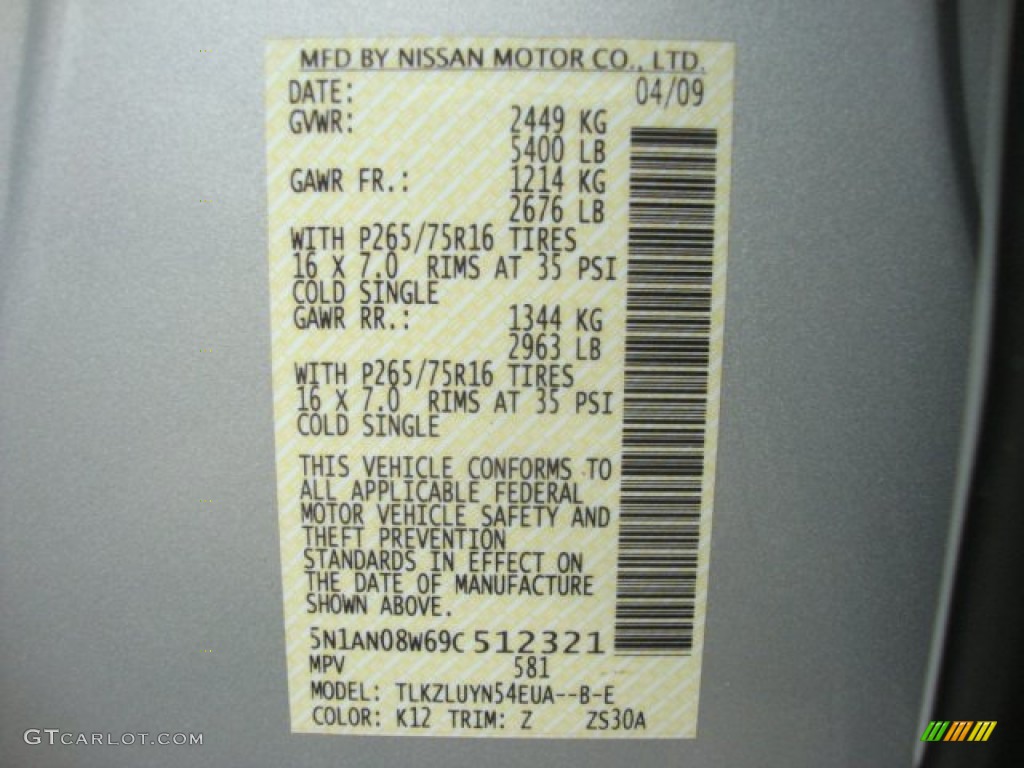 MFD BY NISSAN MOTOR CO., LTD.
DATE: 04/09
GVWR: 2449 KG
5400 LB
GAWR FR.: 1214 KG
2676 LB
WITH P265/75R16 TIRES
16 X 7.0 RIMS AT 35 PSI
COLD SINGLE
GAWR RR.: 1344 KG
2963 LB
WITH P265/75R16 TIRES
16 X 7.0 RIMS AT 35 PSI
COLD SINGLE
THIS VEHICLE CONFORMS TO
ALL APPLICABLE FEDERAL
MOTOR VEHICLE SAFETY AND
THEFT PREVENTION
STANDARDS IN EFFECT ON
THE DATE OF MANUFACTURE
SHOWN ABOVE.
5N1AN08W69C 512321
MPV 581
MODEL: TLKZLUYN54EUA--B-E
COLOR: K12 TRIM: Z ZS30A
GTCARLOT.COM